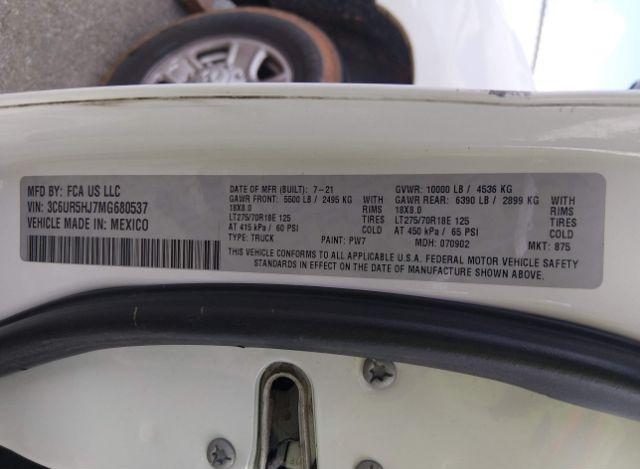 MFD BY: FCA US LLC
VIN: 3C6UR5HJ7MG680537
VEHICLE MADE IN: MEXICO
DATE OF MFR (BUILT): 7-21 GVWR: 10000 LB / 4536 KG
GAWR FRONT: 5500 LB / 2495 KG GAWR REAR: 6390 LB / 2899 KG
18X8.0 RIMS 18X8.0 RIMS
LT275/70R18E 125 TIRES LT275/70R18E 125 TIRES
AT 415 kPa / 60 PSI COLD AT 450 kPa / 65 PSI COLD
TYPE: TRUCK PAINT: PW7 MDH: 070902 MKT: 875
THIS VEHICLE CONFORMS TO ALL APPLICABLE U.S.A. FEDERAL MOTOR VEHICLE SAFETY
STANDARDS IN EFFECT ON THE DATE OF MANUFACTURE SHOWN ABOVE.